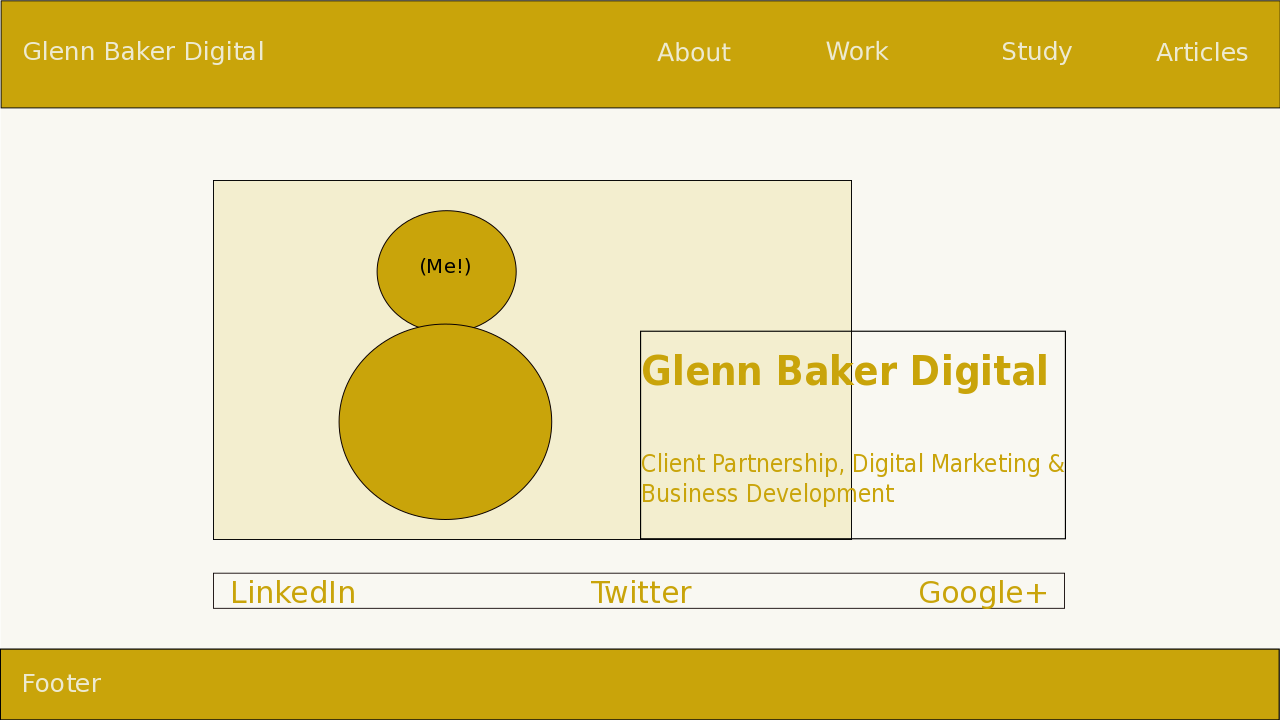 Glenn Baker Digital
About
Work
Study
Articles
(Me!)
Glenn Baker Digital
Client Partnership, Digital Marketing &
Business Development
LinkedIn
Twitter
Google+
Footer